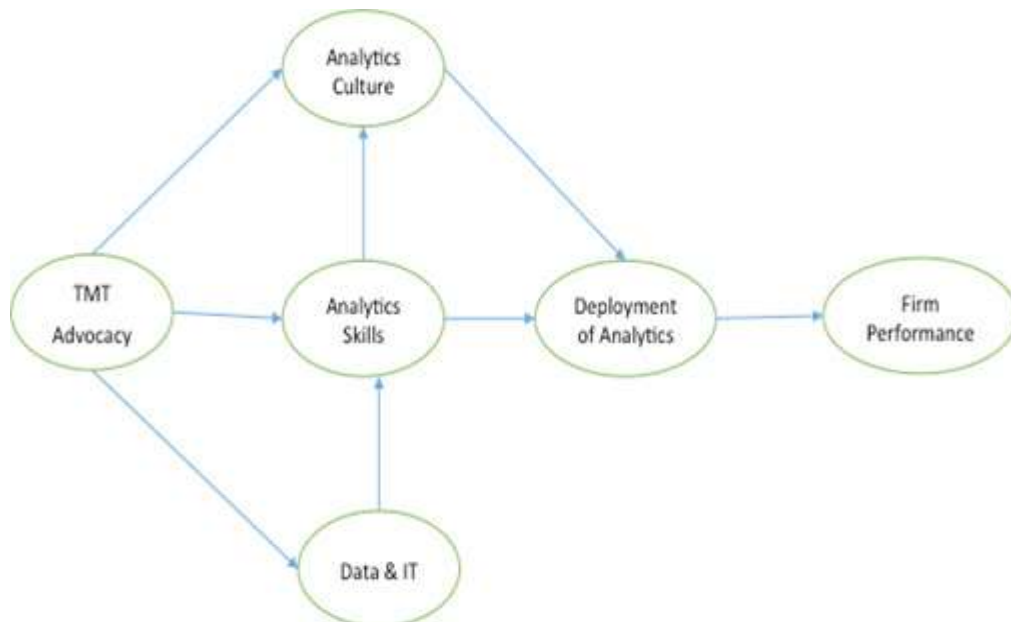 Analytics
Culture
TMT
Advocacy
Analytics
Skills
Deployment
of Analytics
Firm
Performance
Data & IT